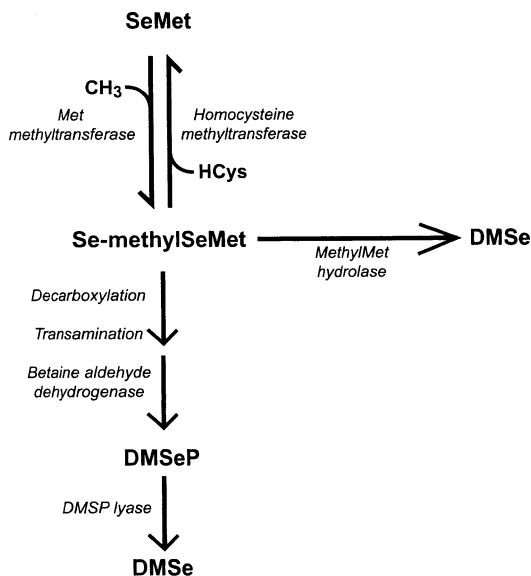 SeMet
CH3
Met
methyltransferase
Homocysteine
methyltransferase
HCys
Se-methylSeMet
DMSe
MethylMet
hydrolase
Decarboxylation
Transamination
Betaine aldehyde
dehydrogenase
DMSeP
DMSP lyase
DMSe